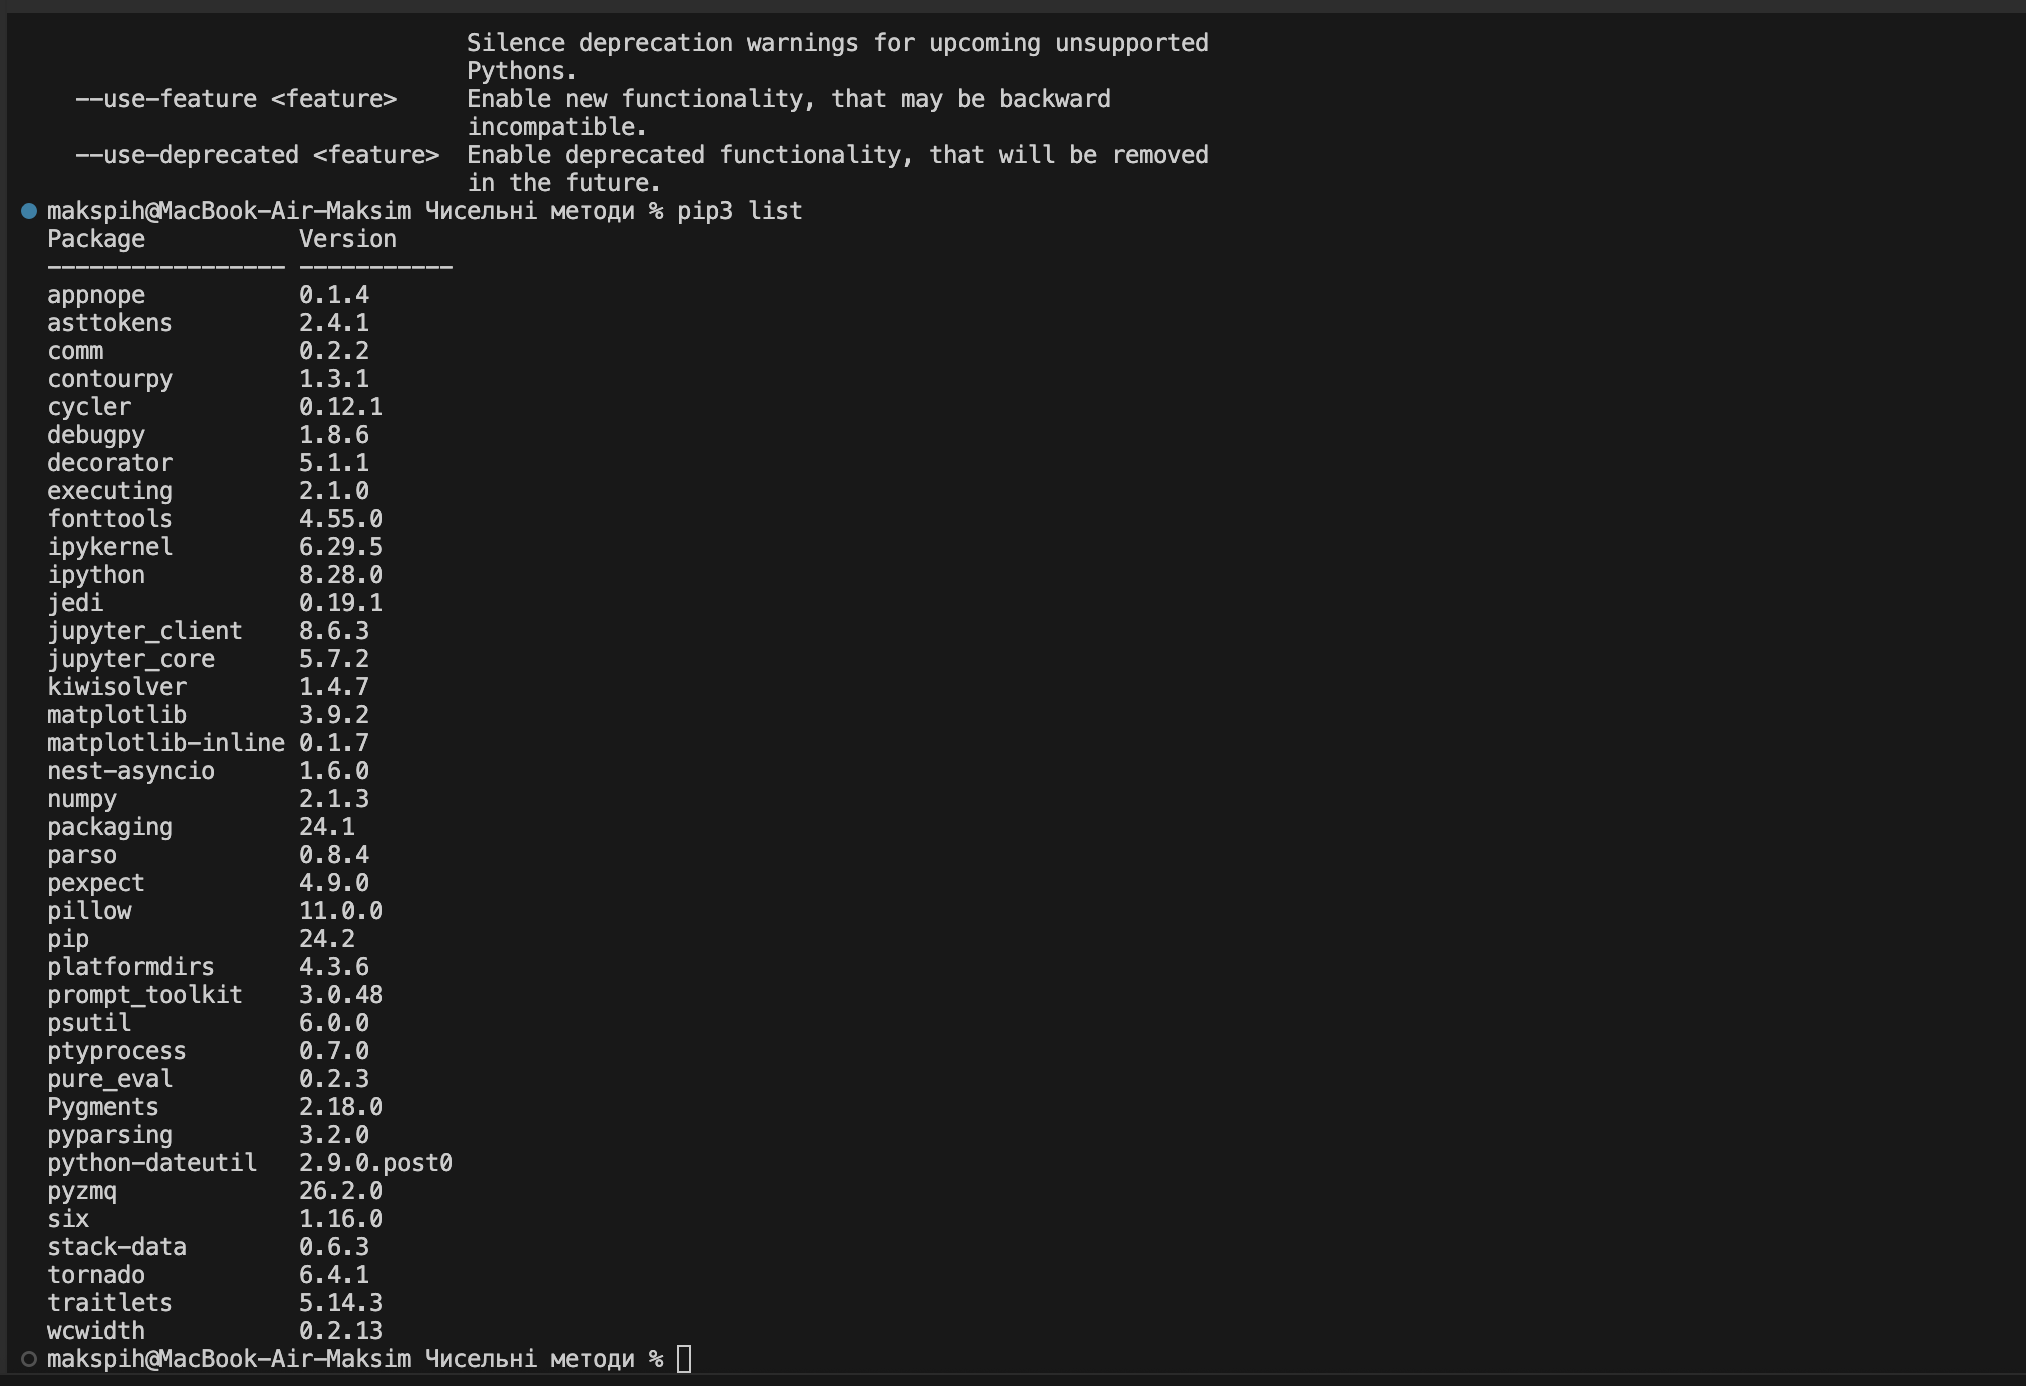 Silence deprecation warnings for upcoming unsupported
Pythons.
--use-feature <feature> Enable new functionality, that may be backward
incompatible.
--use-deprecated <feature> Enable deprecated functionality, that will be removed
in the future.
makspih@MacBook-Air-Maksim Чисельні методи % pip3 list
Package Version
----------------- -----------
appnope 0.1.4
asttokens 2.4.1
comm 0.2.2
contourpy 1.3.1
cycler 0.12.1
debugpy 1.8.6
decorator 5.1.1
executing 2.1.0
fonttools 4.55.0
ipykernel 6.29.5
ipython 8.28.0
jedi 0.19.1
jupyter_client 8.6.3
jupyter_core 5.7.2
kiwisolver 1.4.7
matplotlib 3.9.2
matplotlib-inline 0.1.7
nest-asyncio 1.6.0
numpy 2.1.3
packaging 24.1
parso 0.8.4
pexpect 4.9.0
pillow 11.0.0
pip 24.2
platformdirs 4.3.6
prompt_toolkit 3.0.48
psutil 6.0.0
ptyprocess 0.7.0
pure_eval 0.2.3
Pygments 2.18.0
pyparsing 3.2.0
python-dateutil 2.9.0.post0
pyzmq 26.2.0
six 1.16.0
stack-data 0.6.3
tornado 6.4.1
traitlets 5.14.3
wcwidth 0.2.13
makspih@MacBook-Air-Maksim Чисельні методи %